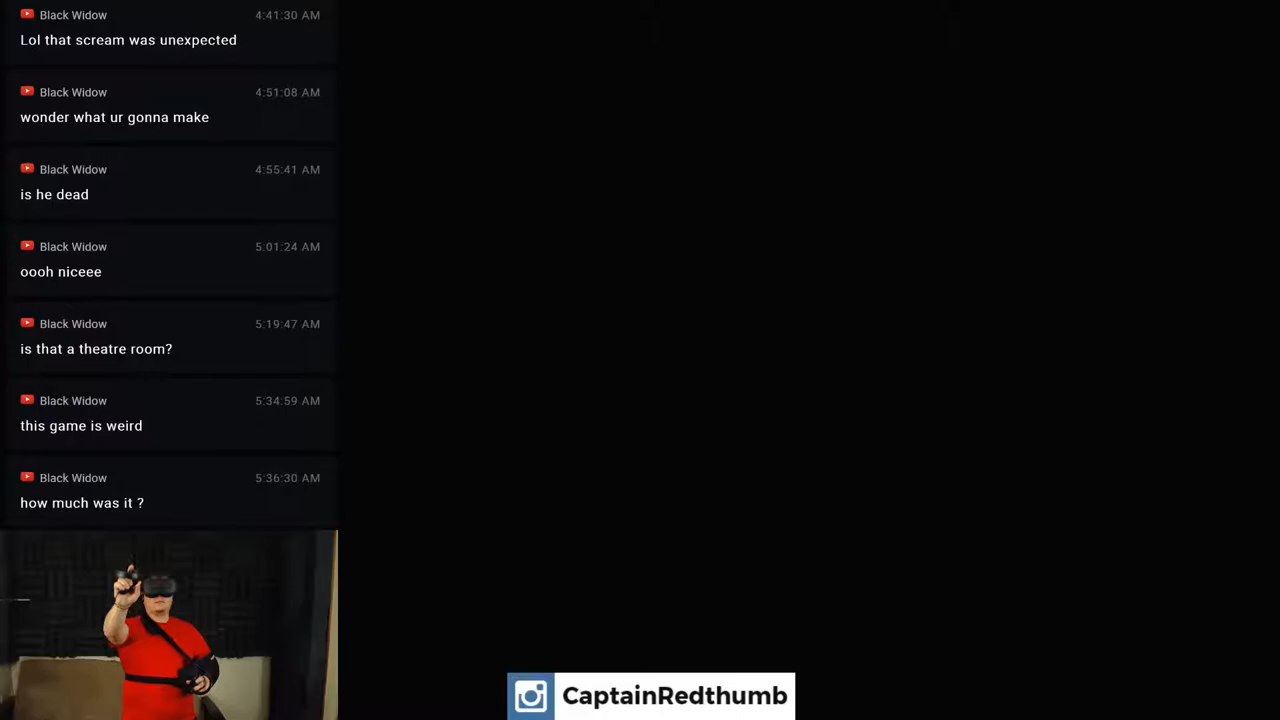 Black Widow 4:41:30 AM
Lol that scream was unexpected
Black Widow 4:51:08 AM
wonder what ur gonna make
Black Widow 4:55:41 AM
is he dead
Black Widow 5:01:24 AM
oooh niceee
Black Widow 5:19:47 AM
is that a theatre room?
Black Widow 5:34:59 AM
this game is weird
Black Widow 5:36:30 AM
how much was it ?
CaptainRedthumb